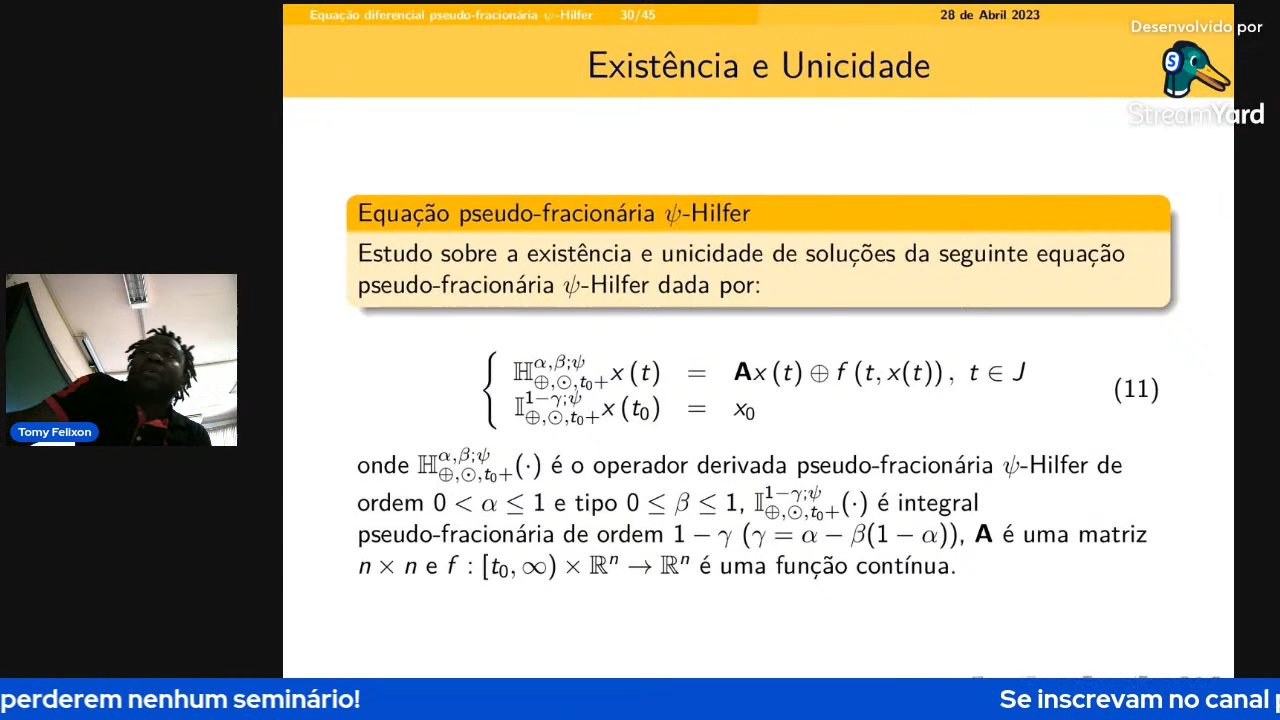 Equação diferencial pseudo-fracionária ψ-Hilfer 30/45 28 de Abril 2023
Desenvolvido por
StreamYard
Existência e Unicidade
Equação pseudo-fracionária ψ-Hilfer
Estudo sobre a existência e unicidade de soluções da seguinte equação
pseudo-fracionária ψ-Hilfer dada por:
ℍ^{α,β;ψ}_{⊕,⊙,t₀+} x (t) = 𝐀x (t) ⊕ f (t, x(t)) , t ∈ J
𝕀^{1−γ;ψ}_{⊕,⊙,t₀+} x (t₀) = x₀
(11)
onde ℍ^{α,β;ψ}_{⊕,⊙,t₀+}(·) é o operador derivada pseudo-fracionária ψ-Hilfer de
ordem 0 < α ≤ 1 e tipo 0 ≤ β ≤ 1, 𝕀^{1−γ;ψ}_{⊕,⊙,t₀+}(·) é integral
pseudo-fracionária de ordem 1 − γ (γ = α − β(1 − α)), 𝐀 é uma matriz
n × n e f : [t₀, ∞) × ℝⁿ → ℝⁿ é uma função contínua.
Tomy Felixon
perderem nenhum seminário! Se inscrevam no canal p